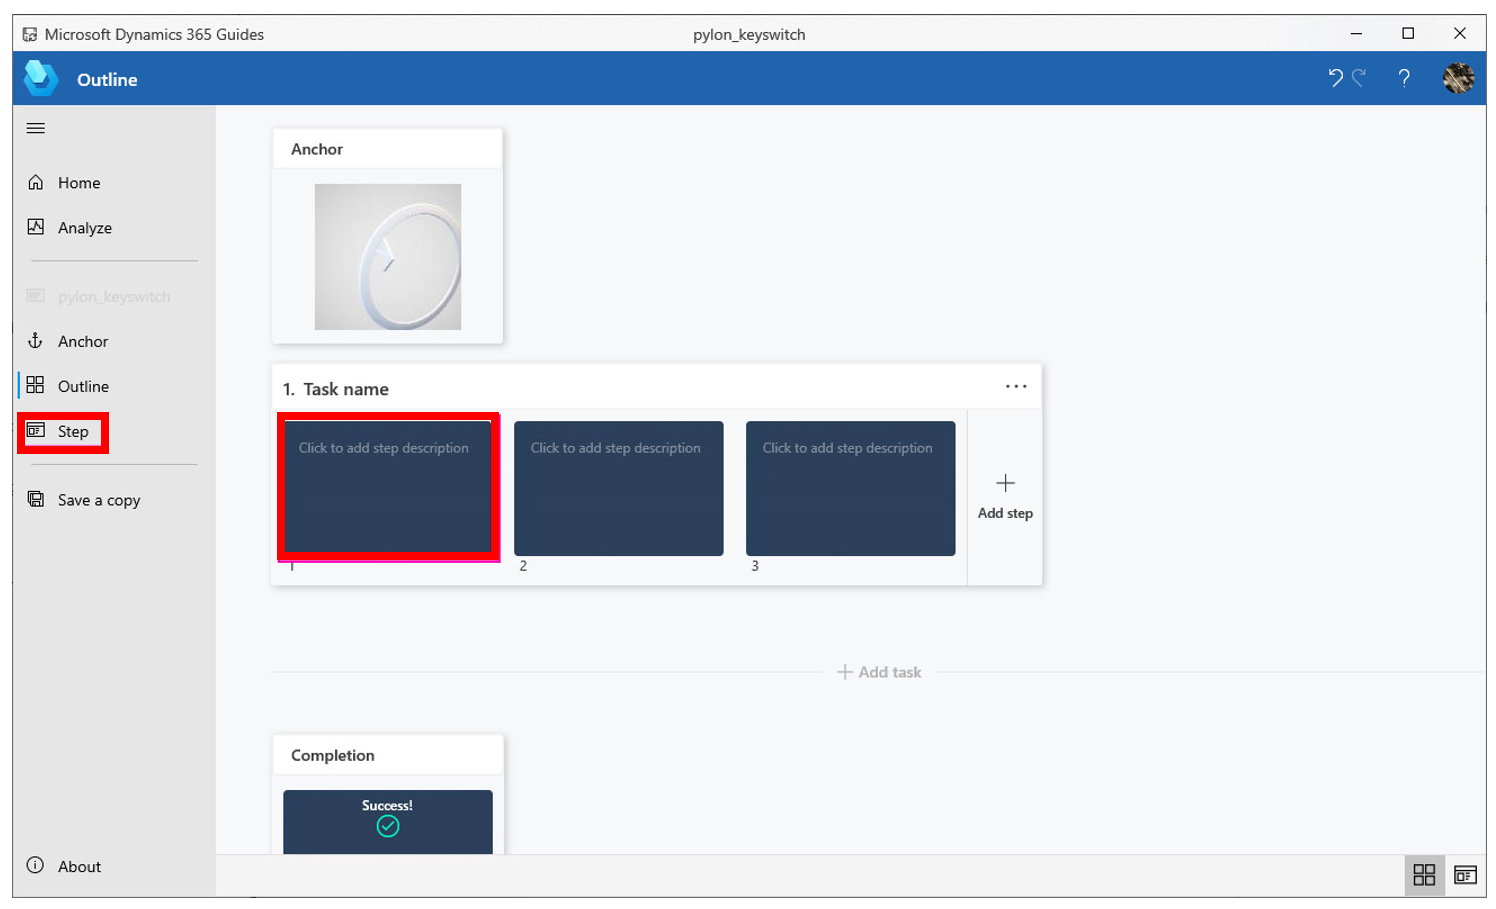 Microsoft Dynamics 365 Guides
pylon_keyswitch
Outline
?
Home
Analyze
pylon_keyswitch
Anchor
Outline
Step
Save a copy
About
Anchor
1. Task name
...
Click to add step description
Click to add step description
Click to add step description
1
2
3
+
Add step
+ Add task
Completion
Success!